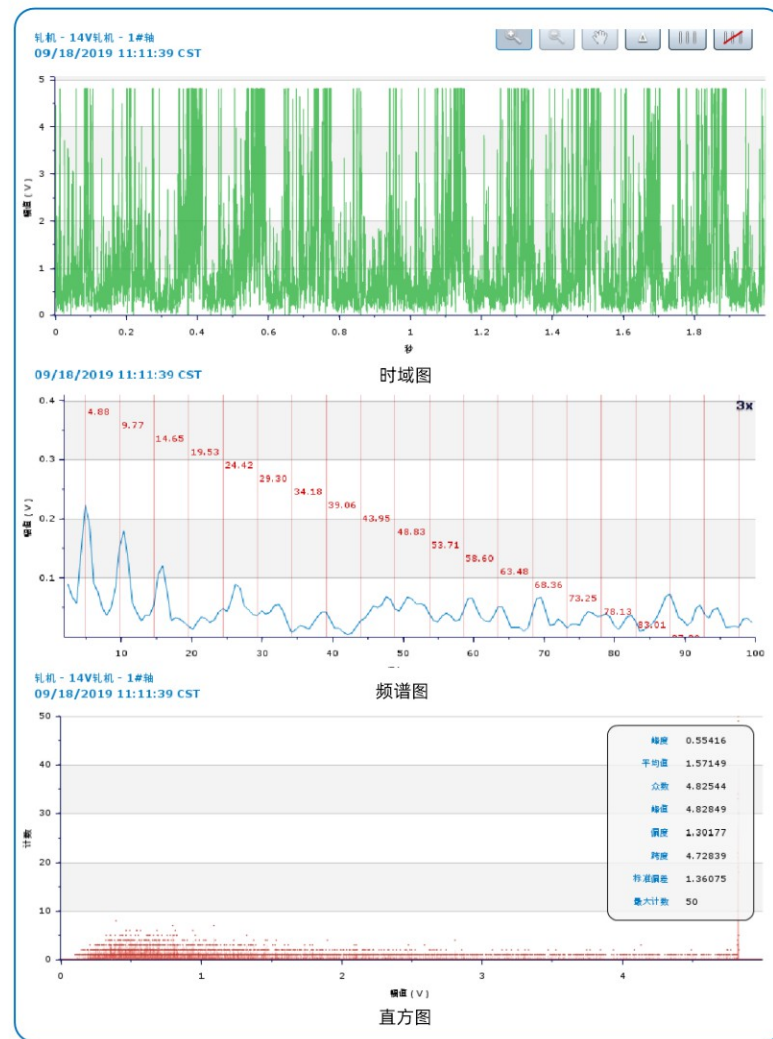 轧机 - 14V轧机 - 1#轴
09/18/2019 11:11:39 CST
5
4
3
2
1
0
幅值 ( V )
0 0.2 0.4 0.6 0.8 1 1.2 1.4 1.6 1.8
秒
时域图
09/18/2019 11:11:39 CST
3x
0.4
0.3
0.2
0.1
幅值 ( V )
4.88
9.77
14.65
19.53
24.42
29.30
34.18
39.06
43.95
48.83
53.71
58.60
63.48
68.36
73.25
78.13
83.01
10 20 30 40 50 60 70 80 90 100
频谱图
轧机 - 14V轧机 - 1#轴
09/18/2019 11:11:39 CST
50
40
30
20
10
0
计数
峰度 0.55416
平均值 1.57149
众数 4.82544
峰值 4.82849
偏度 1.30177
跨度 4.72839
标准偏差 1.36075
最大计数 50
0 1 2 3 4
幅值 ( V )
直方图